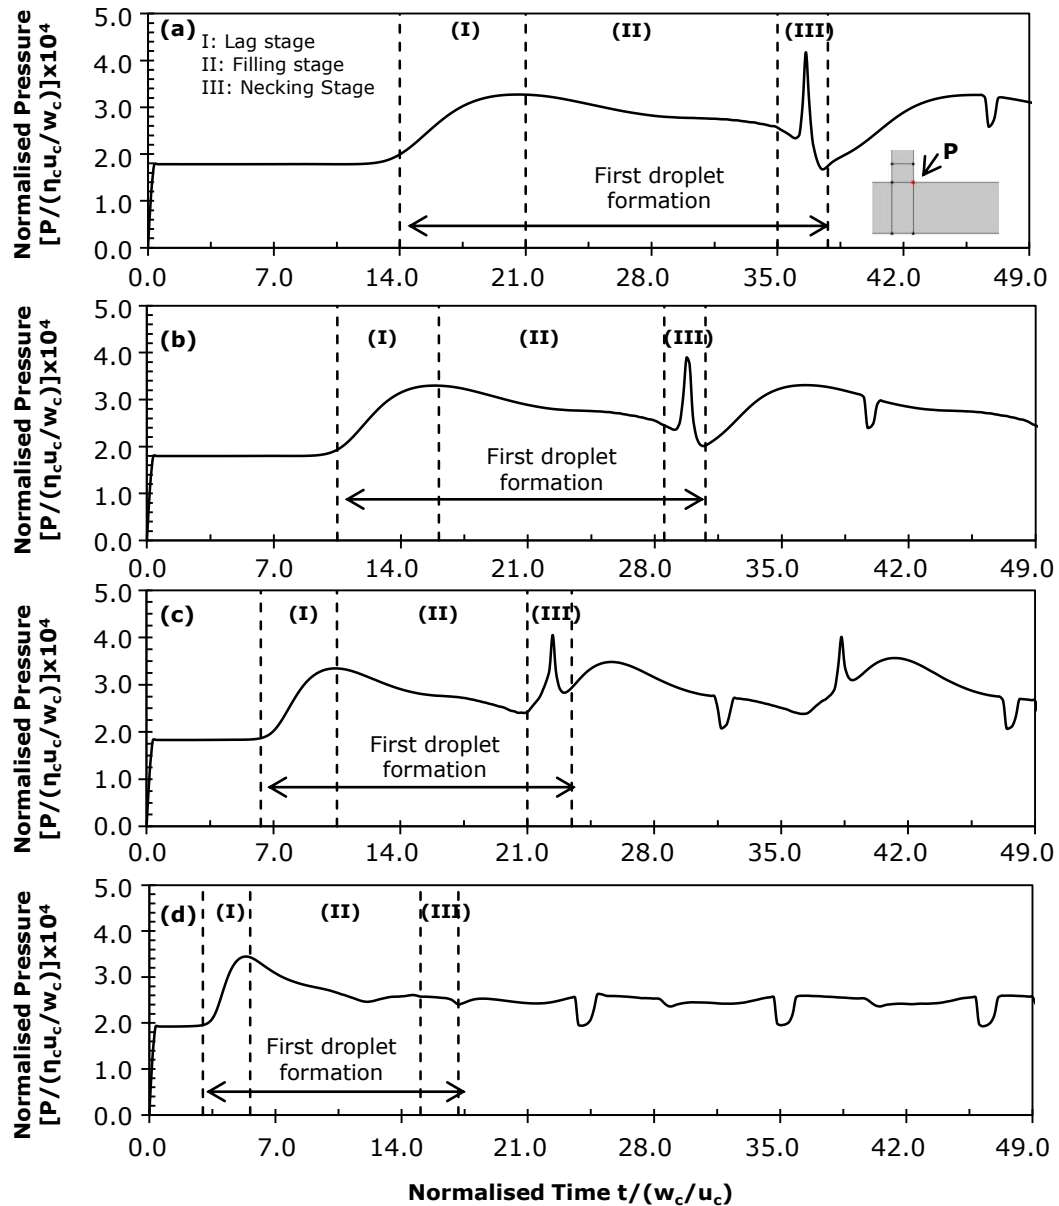 Normalised Pressure
[P/(ηcuc/wc)]x10⁴
5.0
4.0
3.0
2.0
1.0
0.0
(a)
I: Lag stage
II: Filling stage
III: Necking Stage
(I)
(II)
(III)
P
First droplet
formation
0.0 7.0 14.0 21.0 28.0 35.0 42.0 49.0
Normalised Pressure
[P/(ηcuc/wc)]x10⁴
5.0
4.0
3.0
2.0
1.0
0.0
(b)
(I)
(II)
(III)
First droplet
formation
0.0 7.0 14.0 21.0 28.0 35.0 42.0 49.0
Normalised Pressure
[P/(ηcuc/wc)]x10⁴
5.0
4.0
3.0
2.0
1.0
0.0
(c)
(I)
(II)
(III)
First droplet
formation
0.0 7.0 14.0 21.0 28.0 35.0 42.0 49.0
Normalised Pressure
[P/(ηcuc/wc)]x10⁴
5.0
4.0
3.0
2.0
1.0
0.0
(d)
(I)
(II)
(III)
First droplet
formation
0.0 7.0 14.0 21.0 28.0 35.0 42.0 49.0
Normalised Time t/(wc/uc)